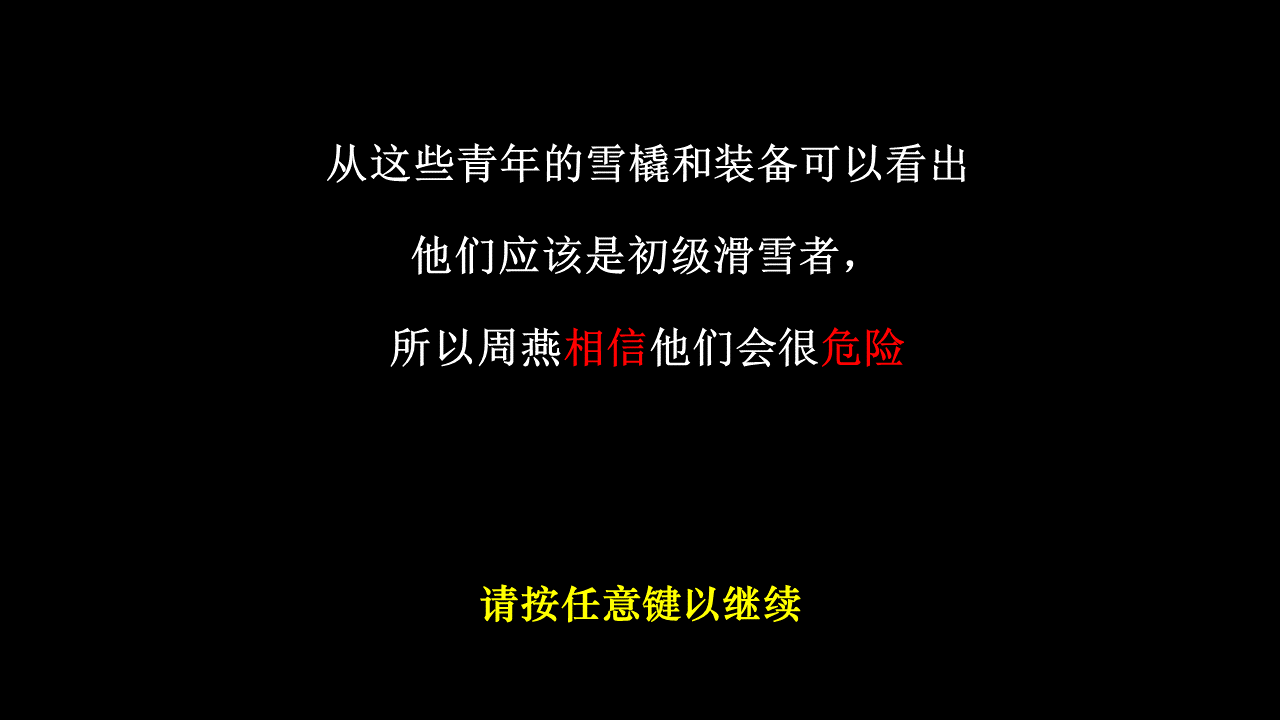 从这些青年的雪橇和装备可以看出
他们应该是初级滑雪者，
所以周燕相信他们会很危险
请按任意键以继续